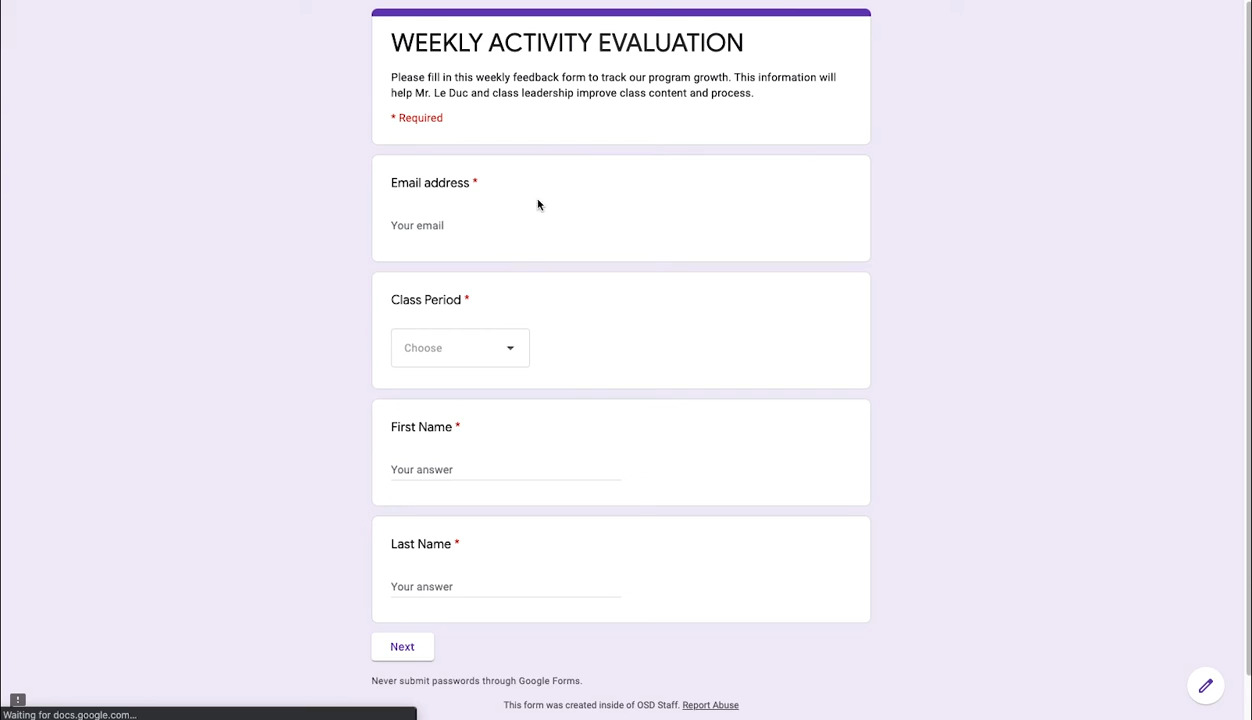 WEEKLY ACTIVITY EVALUATION
Please fill in this weekly feedback form to track our program growth. This information will
help Mr. Le Duc and class leadership improve class content and process.
* Required
Email address *
Your email
Class Period *
Choose
First Name *
Your answer
Last Name *
Your answer
Next
Never submit passwords through Google Forms.
This form was created inside of OSD Staff. Report Abuse
!
Waiting for docs.google.com...